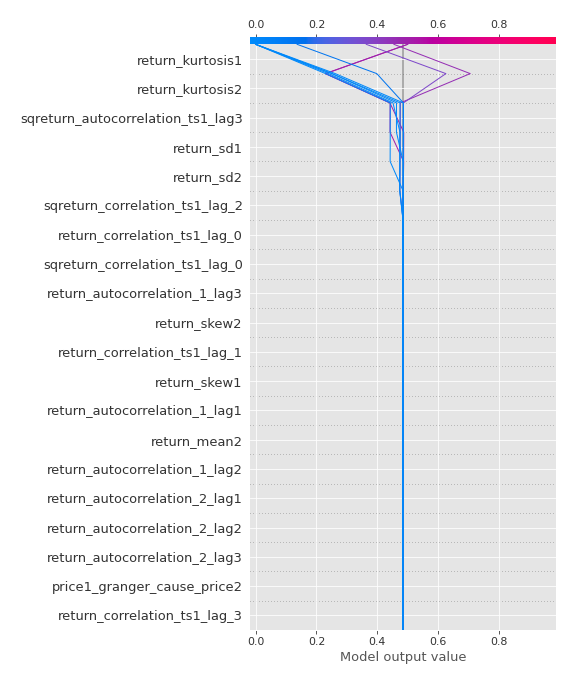 0.0 0.2 0.4 0.6 0.8
return_kurtosis1
return_kurtosis2
sqreturn_autocorrelation_ts1_lag3
return_sd1
return_sd2
sqreturn_correlation_ts1_lag_2
return_correlation_ts1_lag_0
sqreturn_correlation_ts1_lag_0
return_autocorrelation_1_lag3
return_skew2
return_correlation_ts1_lag_1
return_skew1
return_autocorrelation_1_lag1
return_mean2
return_autocorrelation_1_lag2
return_autocorrelation_2_lag1
return_autocorrelation_2_lag2
return_autocorrelation_2_lag3
price1_granger_cause_price2
return_correlation_ts1_lag_3
0.0 0.2 0.4 0.6 0.8
Model output value